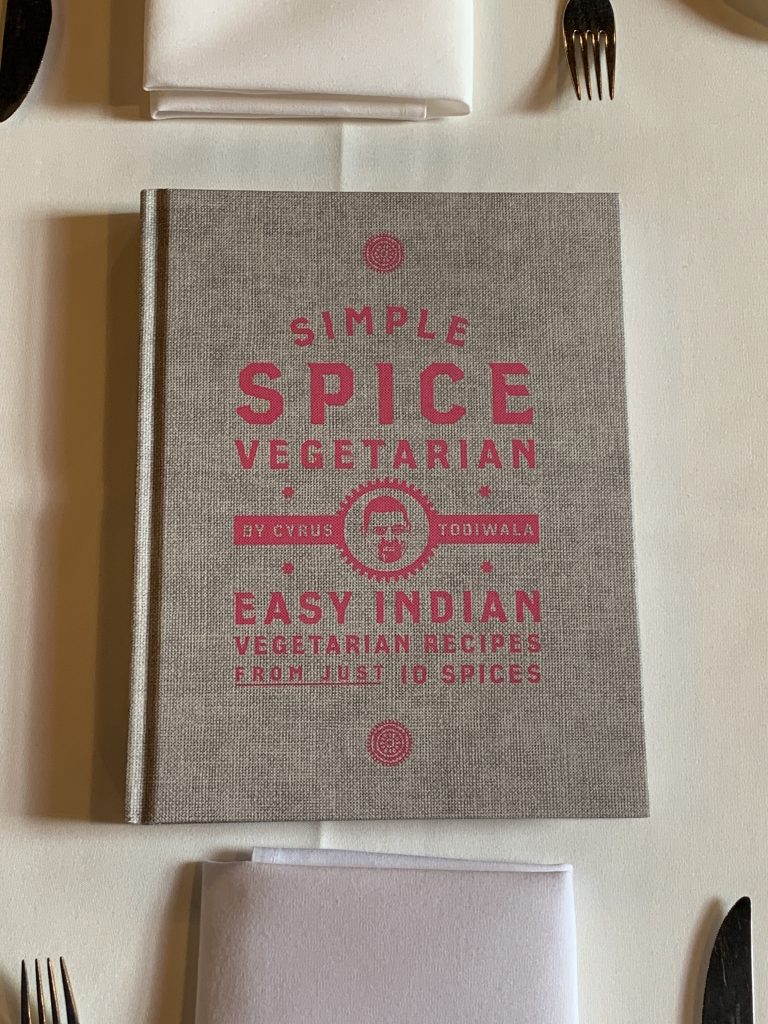 SIMPLE
SPICE
VEGETARIAN
BY CYRUS TODIWALA
EASY INDIAN
VEGETARIAN RECIPES
FROM JUST 10 SPICES